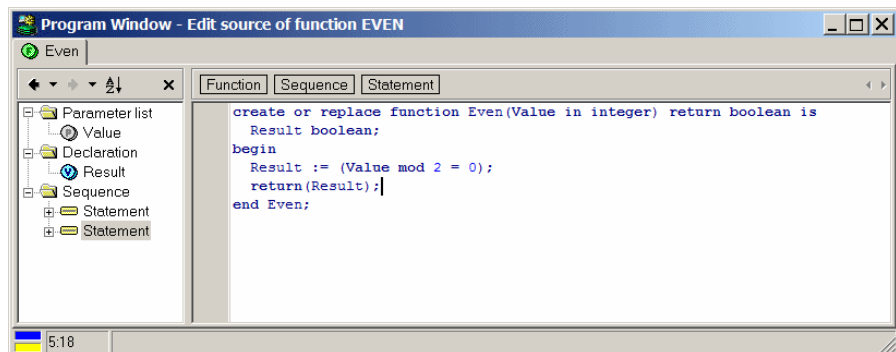 Program Window - Edit source of function EVEN
Even
Function Sequence Statement
Parameter list
Value
Declaration
Result
Sequence
Statement
Statement
create or replace function Even(Value in integer) return boolean is
Result boolean;
begin
Result := (Value mod 2 = 0);
return(Result);
end Even;
5:18